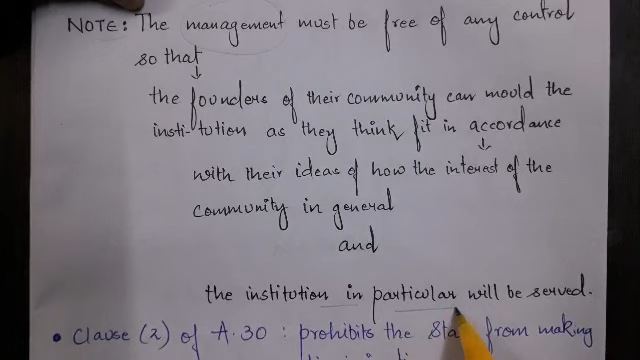 NOTE: The management must be free of any control
so that
the founders of their community can mould the
insti-tution as they think fit in accordance
with their ideas of how the interest of the
community in general
and
the institution in particular will be served.
• Clause (2) of A.30 : prohibits the from making